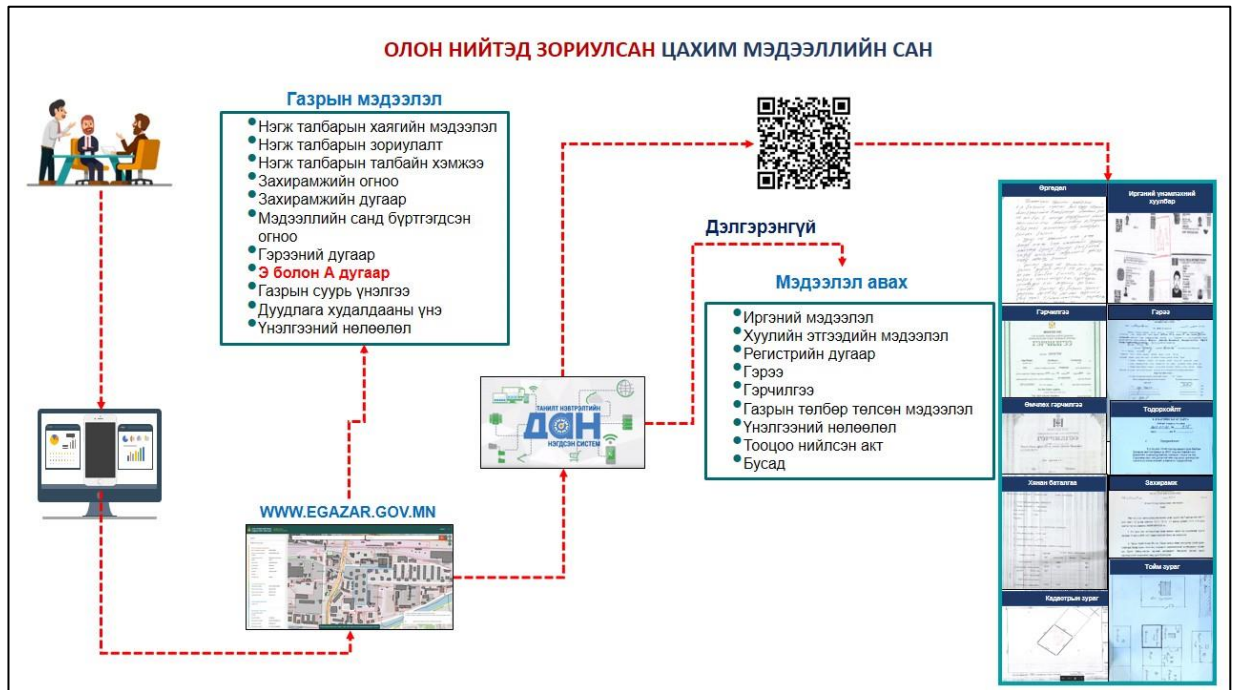 ОЛОН НИЙТЭД ЗОРИУЛСАН ЦАХИМ МЭДЭЭЛЛИЙН САН
Газрын мэдээлэл
Нэгж талбарын хаягийн мэдээлэл
Нэгж талбарын зориулалт
Нэгж талбарын талбайн хэмжээ
Захирамжийн огноо
Захирамжийн дугаар
Мэдээллийн санд бүртгэгдсэн
огноо
Гэрээний дугаар
Э болон А дугаар
Газрын суурь үнэлгээ
Дуудлага худалдааны үнэ
Үнэлгээний нөлөөлөл
WWW.EGAZAR.GOV.MN
ТАНИЛТ НЭВТРЭЛТИЙН
ДАН
НЭГДСЭН СИСТЕМ
Дэлгэрэнгүй
Мэдээлэл авах
Иргэний мэдээлэл
Хуулийн этгээдийн мэдээлэл
Регистрийн дугаар
Гэрээ
Гэрчилгээ
Газрын төлбөр төлсөн мэдээлэл
Үнэлгээний нөлөөлөл
Тооцоо нийлсэн акт
Бусад
Өргөдөл
Иргэний үнэмлэхний
хуулбар
Гэрчилгээ
Гэрээ
Өмчлөх гэрчилгээ
Тодорхойлт
Хянан баталгаа
Захирамж
Кадастрын зураг
Тойм зураг